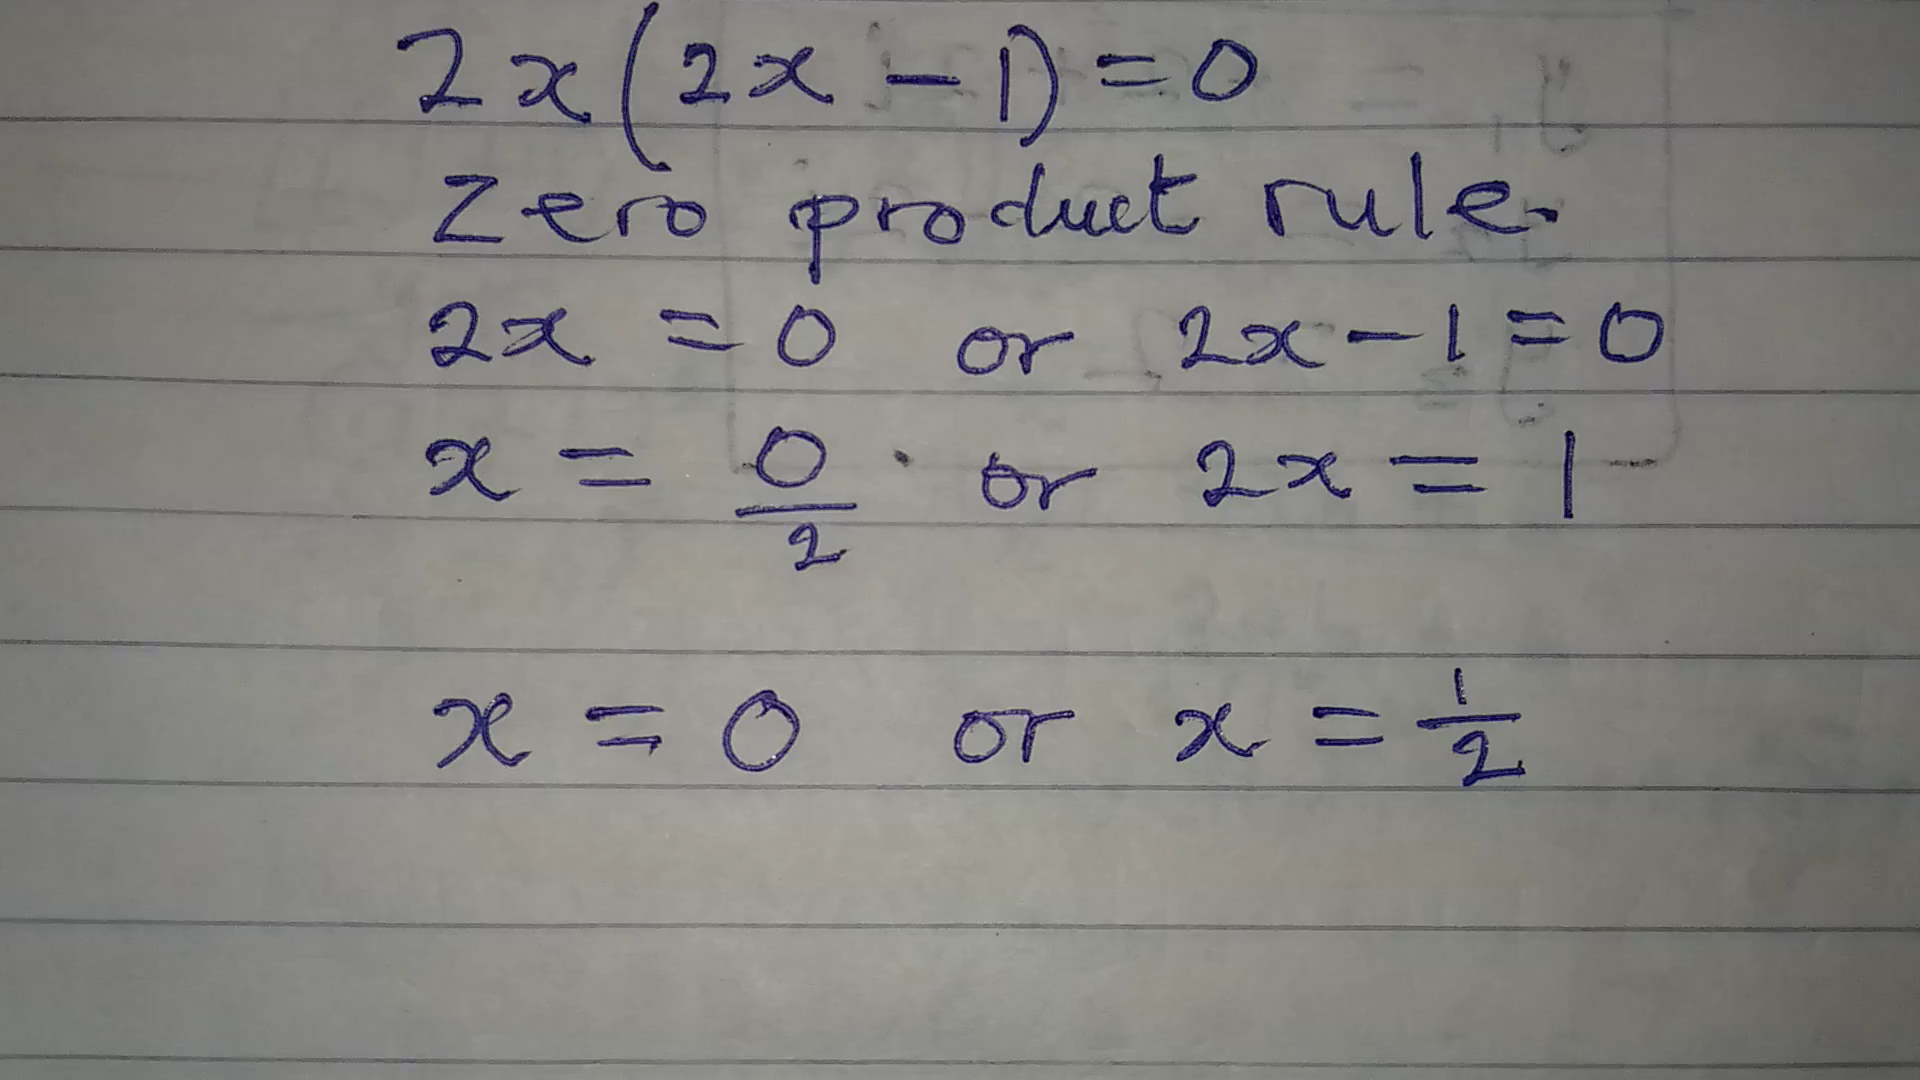 2x(2x - 1) = 0
Zero product rule.
2x = 0 or 2x - 1 = 0
x = 0/2 or 2x = 1
x = 0 or x = 1/2